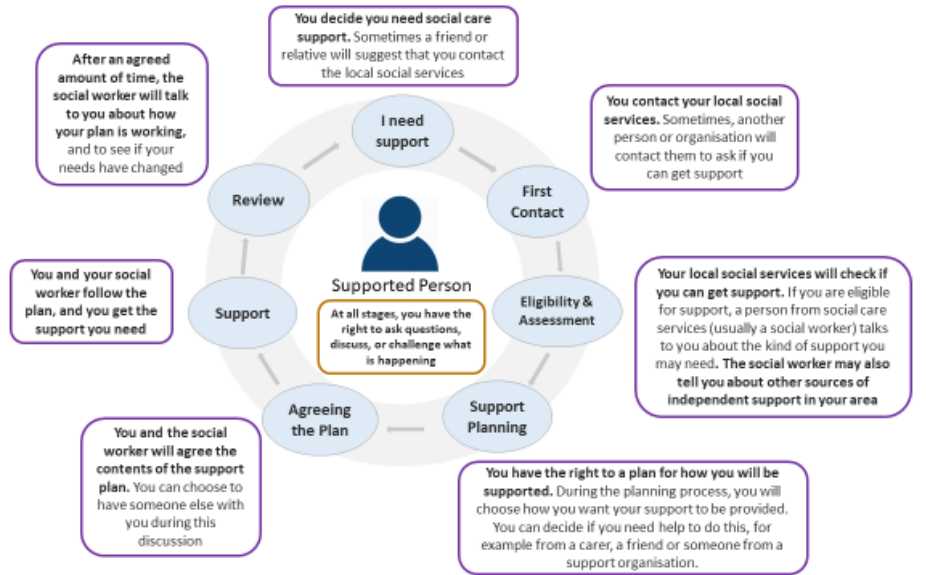 You decide you need social care
support. Sometimes a friend or
relative will suggest that you contact
the local social services
I need
support
You contact your local social
services. Sometimes, another
person or organisation will
contact them to ask if you
can get support
First
Contact
Your local social services will check if
you can get support. If you are eligible
for support, a person from social care
services (usually a social worker) talks
to you about the kind of support you
may need. The social worker may also
tell you about other sources of
independent support in your area
Eligibility &
Assessment
Support
Planning
You have the right to a plan for how you will be
supported. During the planning process, you will
choose how you want your support to be provided.
You can decide if you need help to do this, for
example from a carer, a friend or someone from a
support organisation.
Agreeing
the Plan
You and the social
worker will agree the
contents of the support
plan. You can choose to
have someone else with
you during this
discussion
Support
You and your social
worker follow the
plan, and you get the
support you need
Review
After an agreed
amount of time, the
social worker will talk
to you about how
your plan is working,
and to see if your
needs have changed
Supported Person
At all stages, you have the
right to ask questions,
discuss, or challenge what
is happening